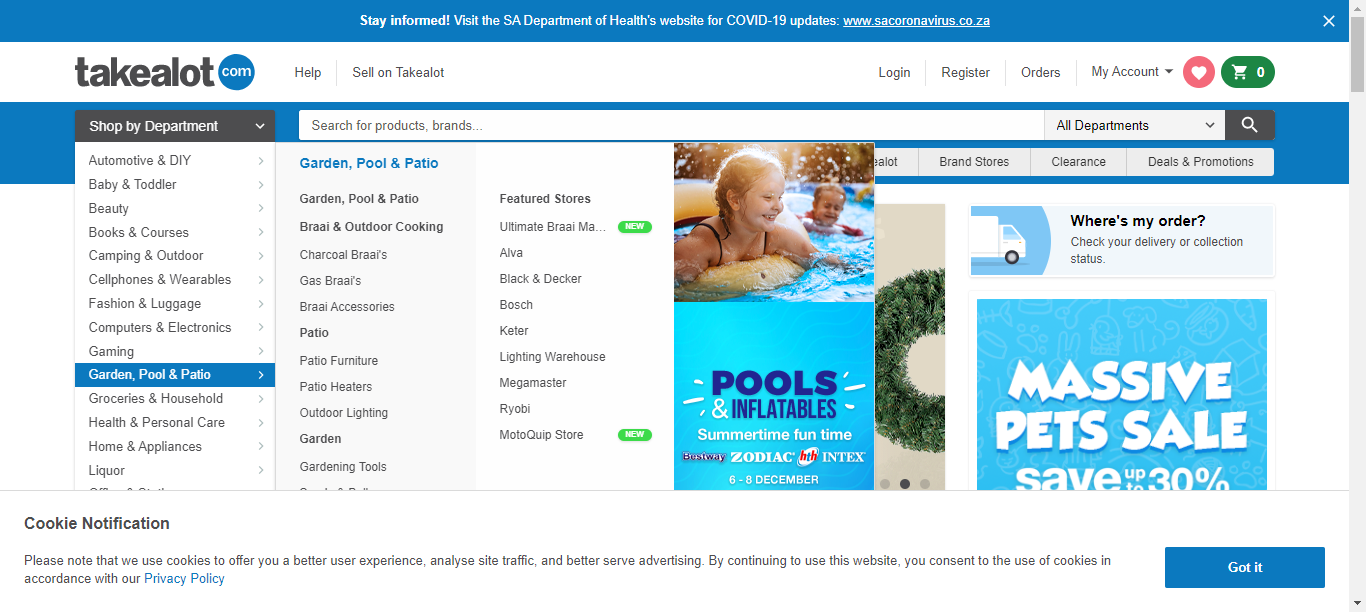 Stay informed! Visit the SA Department of Health's website for COVID-19 updates: www.sacoronavirus.co.za
takealot com
Help
Sell on Takealot
Login
Register
Orders
My Account
0
Shop by Department
Search for products, brands...
All Departments
Automotive & DIY
Baby & Toddler
Beauty
Books & Courses
Camping & Outdoor
Cellphones & Wearables
Fashion & Luggage
Computers & Electronics
Gaming
Garden, Pool & Patio
Groceries & Household
Health & Personal Care
Home & Appliances
Liquor
Garden, Pool & Patio
Garden, Pool & Patio
Braai & Outdoor Cooking
Charcoal Braai's
Gas Braai's
Braai Accessories
Patio
Patio Furniture
Patio Heaters
Outdoor Lighting
Garden
Gardening Tools
Featured Stores
Ultimate Braai Ma... NEW
Alva
Black & Decker
Bosch
Keter
Lighting Warehouse
Megamaster
Ryobi
MotoQuip Store NEW
POOLS
& INFLATABLES
Summertime fun time
Bestway ZODIAC hth INTEX
6 - 8 DECEMBER
ealot
Brand Stores
Clearance
Deals & Promotions
Where's my order?
Check your delivery or collection
status.
MASSIVE
PETS SALE
save up to 30%
Cookie Notification
Please note that we use cookies to offer you a better user experience, analyse site traffic, and better serve advertising. By continuing to use this website, you consent to the use of cookies in
accordance with our Privacy Policy
Got it